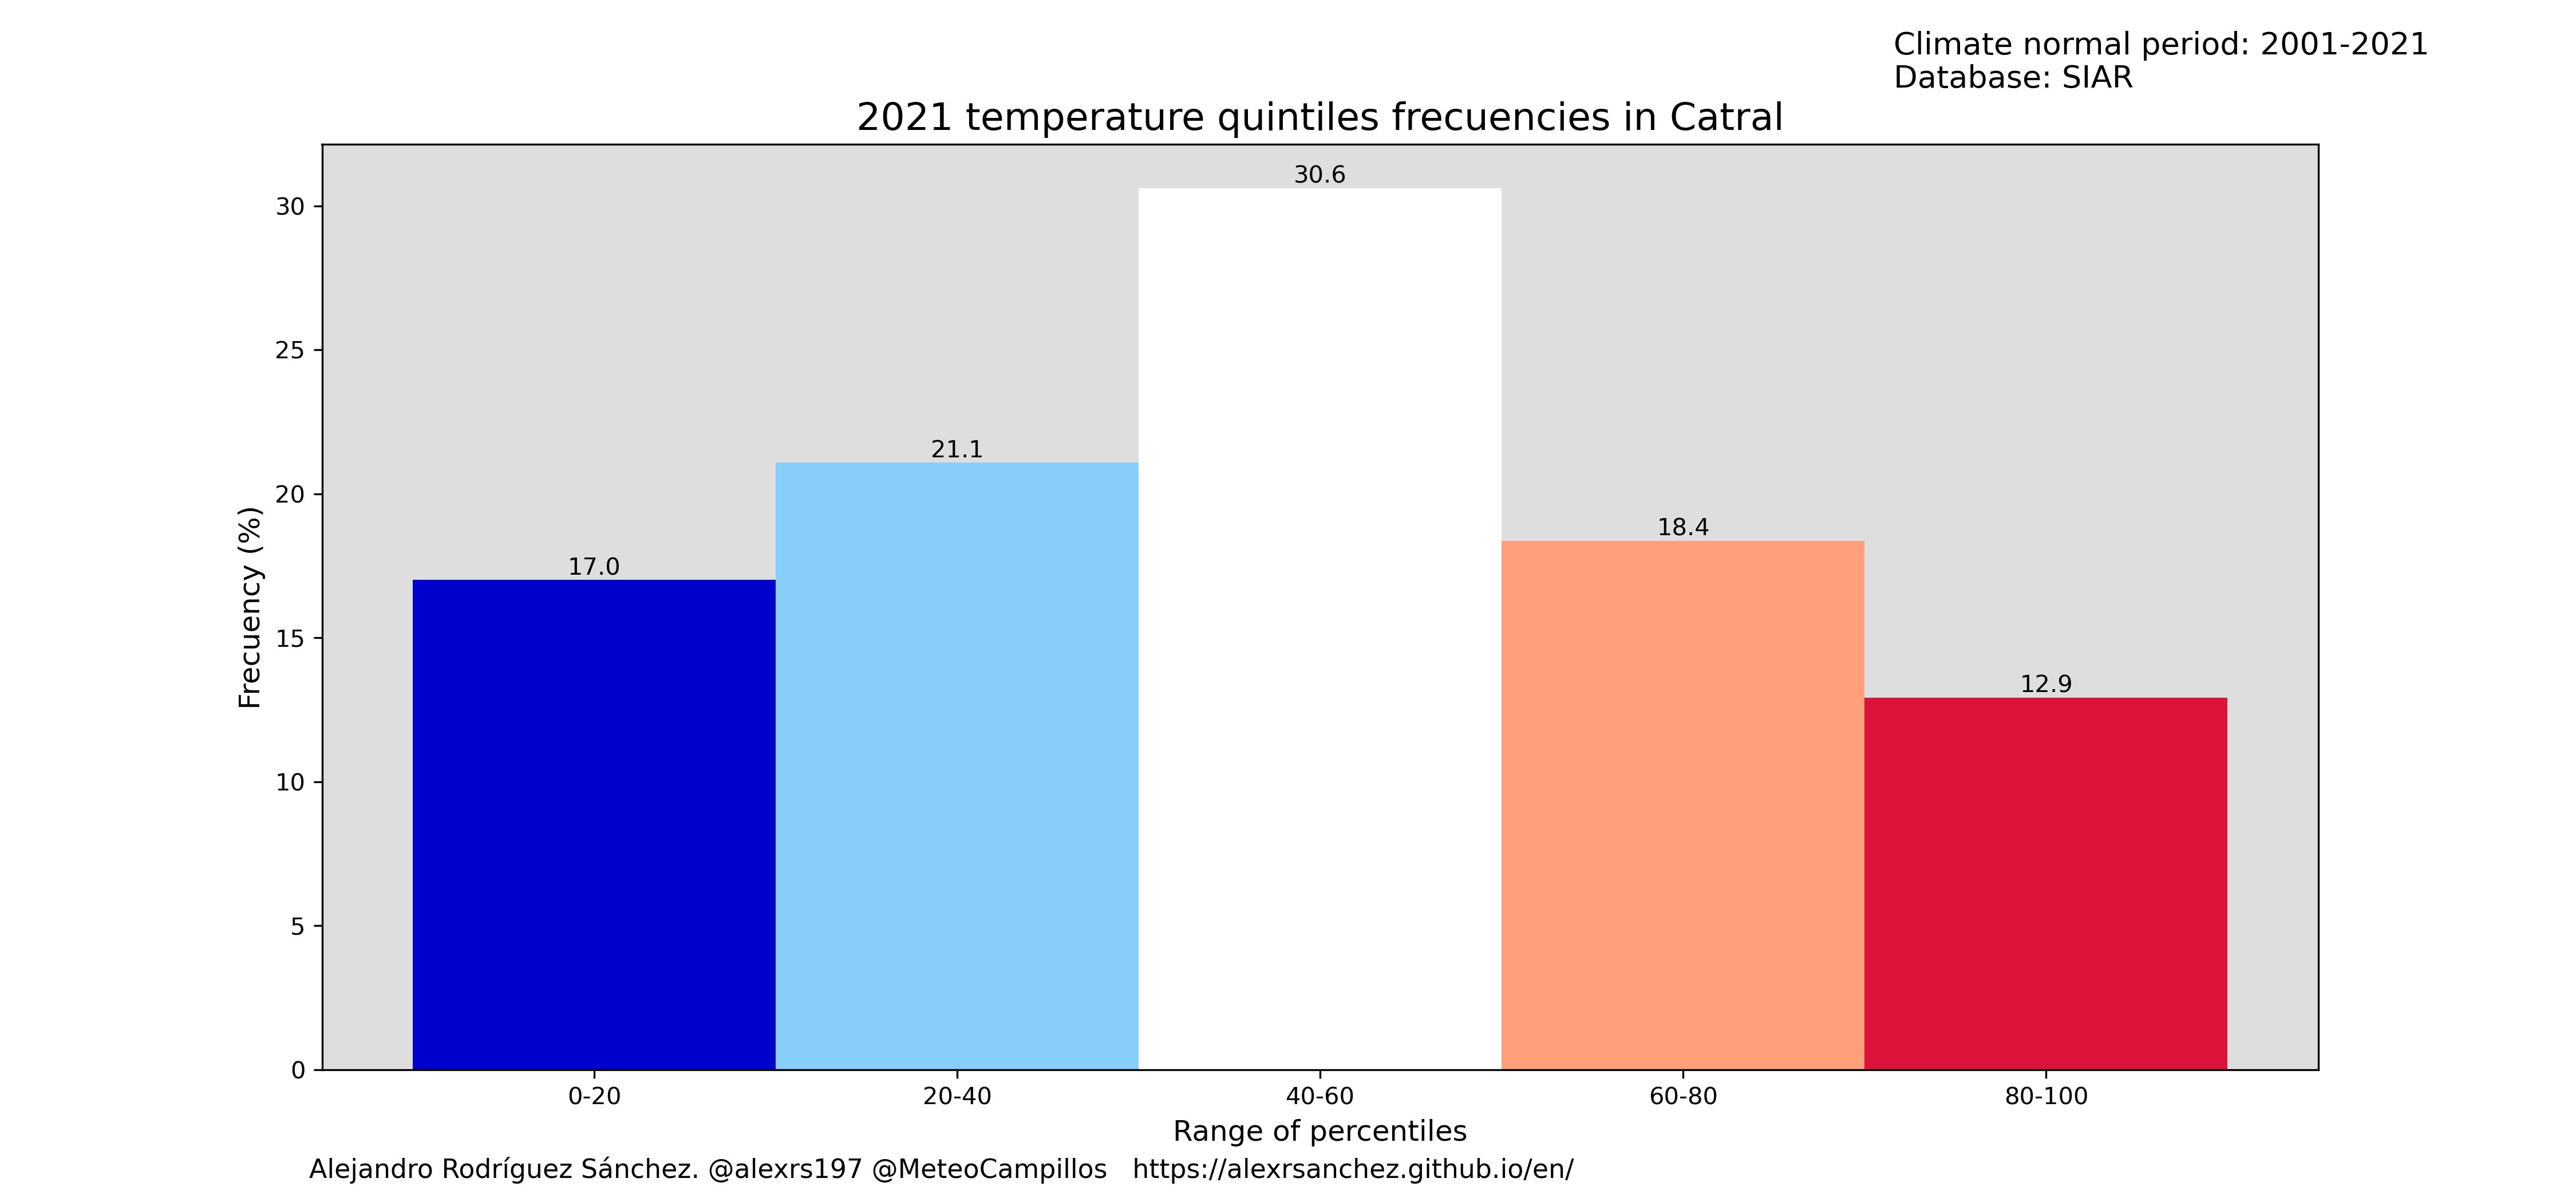 Climate normal period: 2001-2021
Database: SIAR
2021 temperature quintiles frecuencies in Catral
30.6
30
25
21.1
20
18.4
17.0
15
12.9
10
5
0
Frecuency (%)
0-20 20-40 40-60 60-80 80-100
Range of percentiles
Alejandro Rodríguez Sánchez. @alexrs197 @MeteoCampillos https://alexrsanchez.github.io/en/